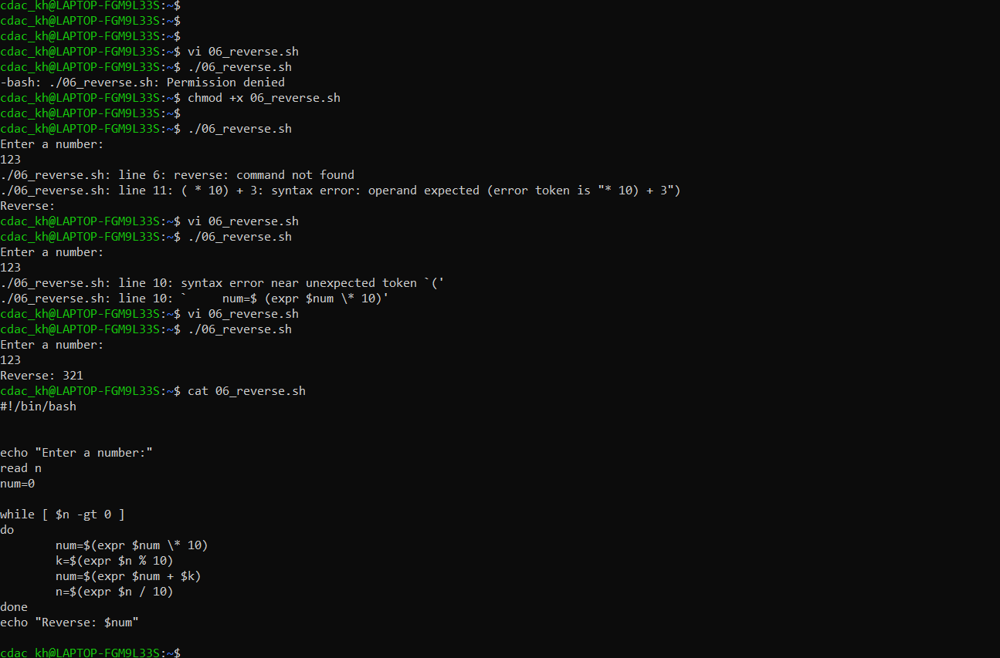 cdac_kh@LAPTOP-FGM9L33S:~$
cdac_kh@LAPTOP-FGM9L33S:~$
cdac_kh@LAPTOP-FGM9L33S:~$
cdac_kh@LAPTOP-FGM9L33S:~$ vi 06_reverse.sh
cdac_kh@LAPTOP-FGM9L33S:~$ ./06_reverse.sh
-bash: ./06_reverse.sh: Permission denied
cdac_kh@LAPTOP-FGM9L33S:~$ chmod +x 06_reverse.sh
cdac_kh@LAPTOP-FGM9L33S:~$
cdac_kh@LAPTOP-FGM9L33S:~$ ./06_reverse.sh
Enter a number:
123
./06_reverse.sh: line 6: reverse: command not found
./06_reverse.sh: line 11: ( * 10) + 3: syntax error: operand expected (error token is "* 10) + 3")
Reverse:
cdac_kh@LAPTOP-FGM9L33S:~$ vi 06_reverse.sh
cdac_kh@LAPTOP-FGM9L33S:~$ ./06_reverse.sh
Enter a number:
123
./06_reverse.sh: line 10: syntax error near unexpected token `('
./06_reverse.sh: line 10: `     num=$ (expr $num \* 10)'
cdac_kh@LAPTOP-FGM9L33S:~$ vi 06_reverse.sh
cdac_kh@LAPTOP-FGM9L33S:~$ ./06_reverse.sh
Enter a number:
123
Reverse: 321
cdac_kh@LAPTOP-FGM9L33S:~$ cat 06_reverse.sh
#!/bin/bash
echo "Enter a number:"
read n
num=0
while [ $n -gt 0 ]
do
        num=$(expr $num \* 10)
        k=$(expr $n % 10)
        num=$(expr $num + $k)
        n=$(expr $n / 10)
done
echo "Reverse: $num"
cdac_kh@LAPTOP-FGM9L33S:~$